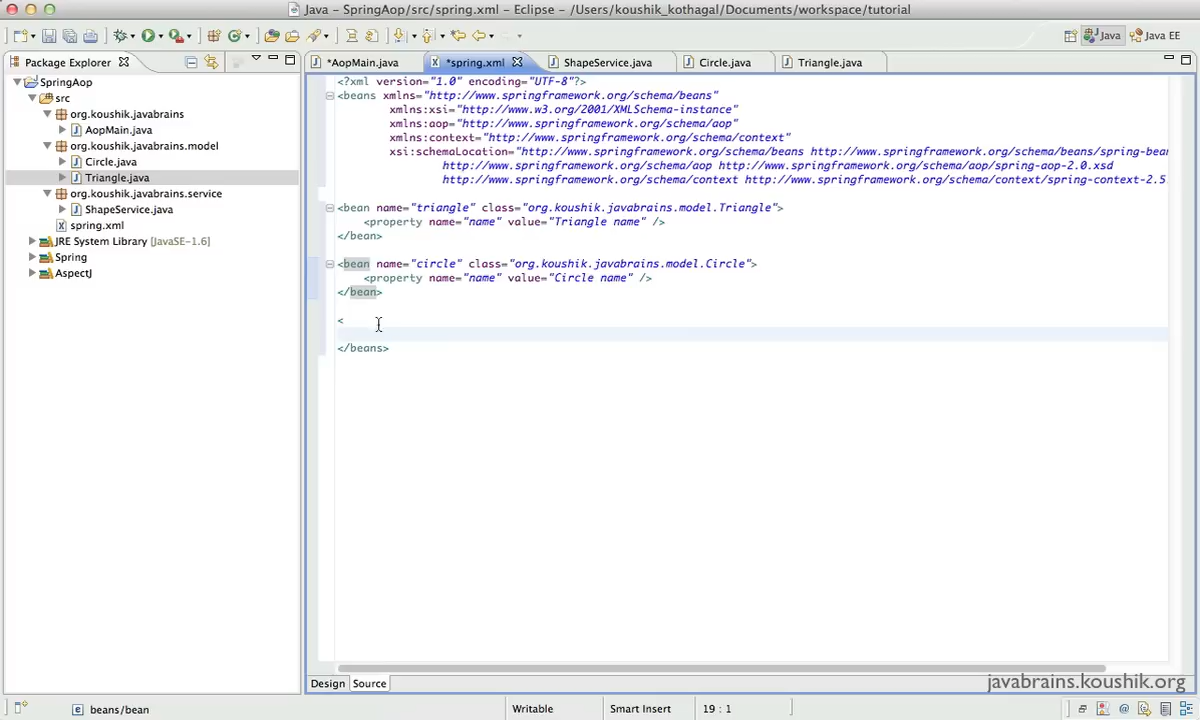 Java - SpringAop/src/spring.xml - Eclipse - /Users/koushik_kothagal/Documents/workspace/tutorial
Java
Java EE
Package Explorer
*AopMain.java
*spring.xml
ShapeService.java
Circle.java
Triangle.java
SpringAop
src
org.koushik.javabrains
AopMain.java
org.koushik.javabrains.model
Circle.java
Triangle.java
org.koushik.javabrains.service
ShapeService.java
spring.xml
JRE System Library [JavaSE-1.6]
Spring
AspectJ
<?xml version="1.0" encoding="UTF-8"?>
<beans xmlns="http://www.springframework.org/schema/beans"
xmlns:xsi="http://www.w3.org/2001/XMLSchema-instance"
xmlns:aop="http://www.springframework.org/schema/aop"
xmlns:context="http://www.springframework.org/schema/context"
xsi:schemaLocation="http://www.springframework.org/schema/beans http://www.springframework.org/schema/beans/spring-bean
http://www.springframework.org/schema/aop http://www.springframework.org/schema/aop/spring-aop-2.0.xsd
http://www.springframework.org/schema/context http://www.springframework.org/schema/context/spring-context-2.5.
<bean name="triangle" class="org.koushik.javabrains.model.Triangle">
<property name="name" value="Triangle name" />
</bean>
<bean name="circle" class="org.koushik.javabrains.model.Circle">
<property name="name" value="Circle name" />
</bean>
<
</beans>
Design
Source
javabrains.koushik.org
beans/bean
Writable
Smart Insert
19 : 1